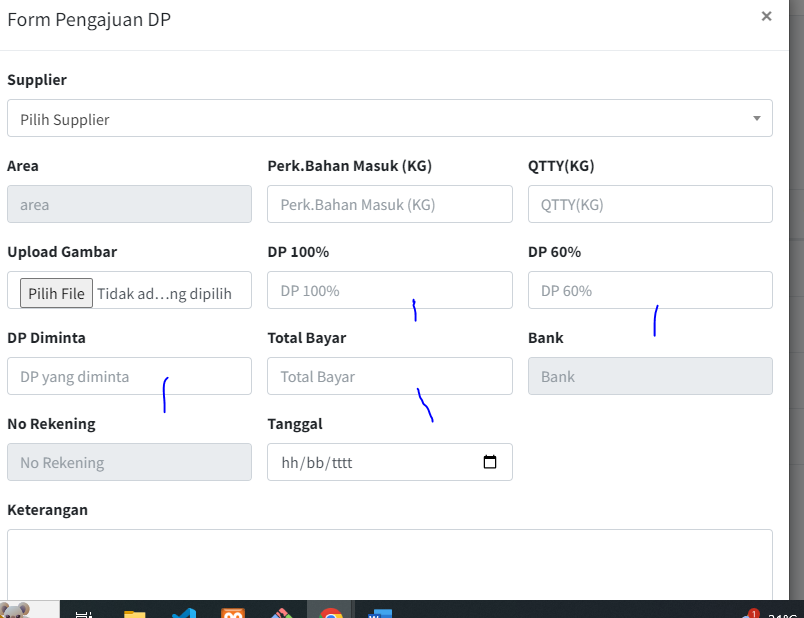 Form Pengajuan DP ×
Supplier
Pilih Supplier
Area Perk.Bahan Masuk (KG) QTTY(KG)
area Perk.Bahan Masuk (KG) QTTY(KG)
Upload Gambar DP 100% DP 60%
Pilih File Tidak ad...ng dipilih DP 100% DP 60%
DP Diminta Total Bayar Bank
DP yang diminta Total Bayar Bank
No Rekening Tanggal
No Rekening hh/bb/tttt
Keterangan
1